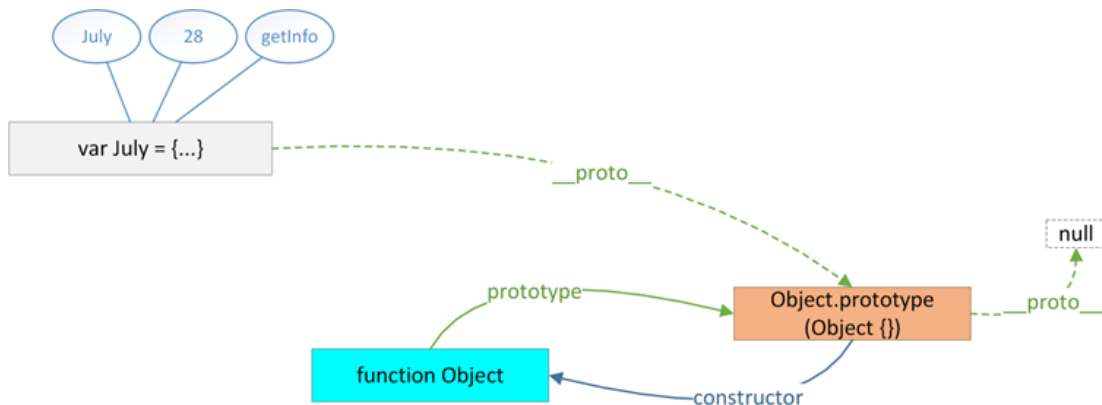 July
28
getInfo
var July = {...}
__proto__
null
prototype
Object.prototype
(Object {})
__proto__
function Object
constructor